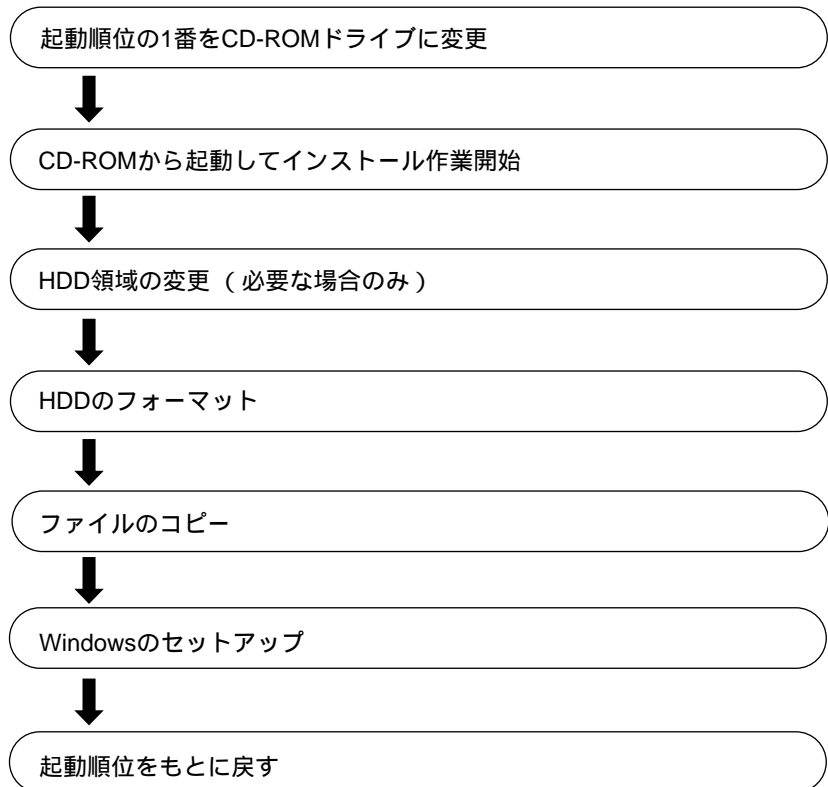 起動順位の1番をCD-ROMドライブに変更
CD-ROMから起動してインストール作業開始
HDD領域の変更 （必要な場合のみ）
HDDのフォーマット
ファイルのコピー
Windowsのセットアップ
起動順位をもとに戻す